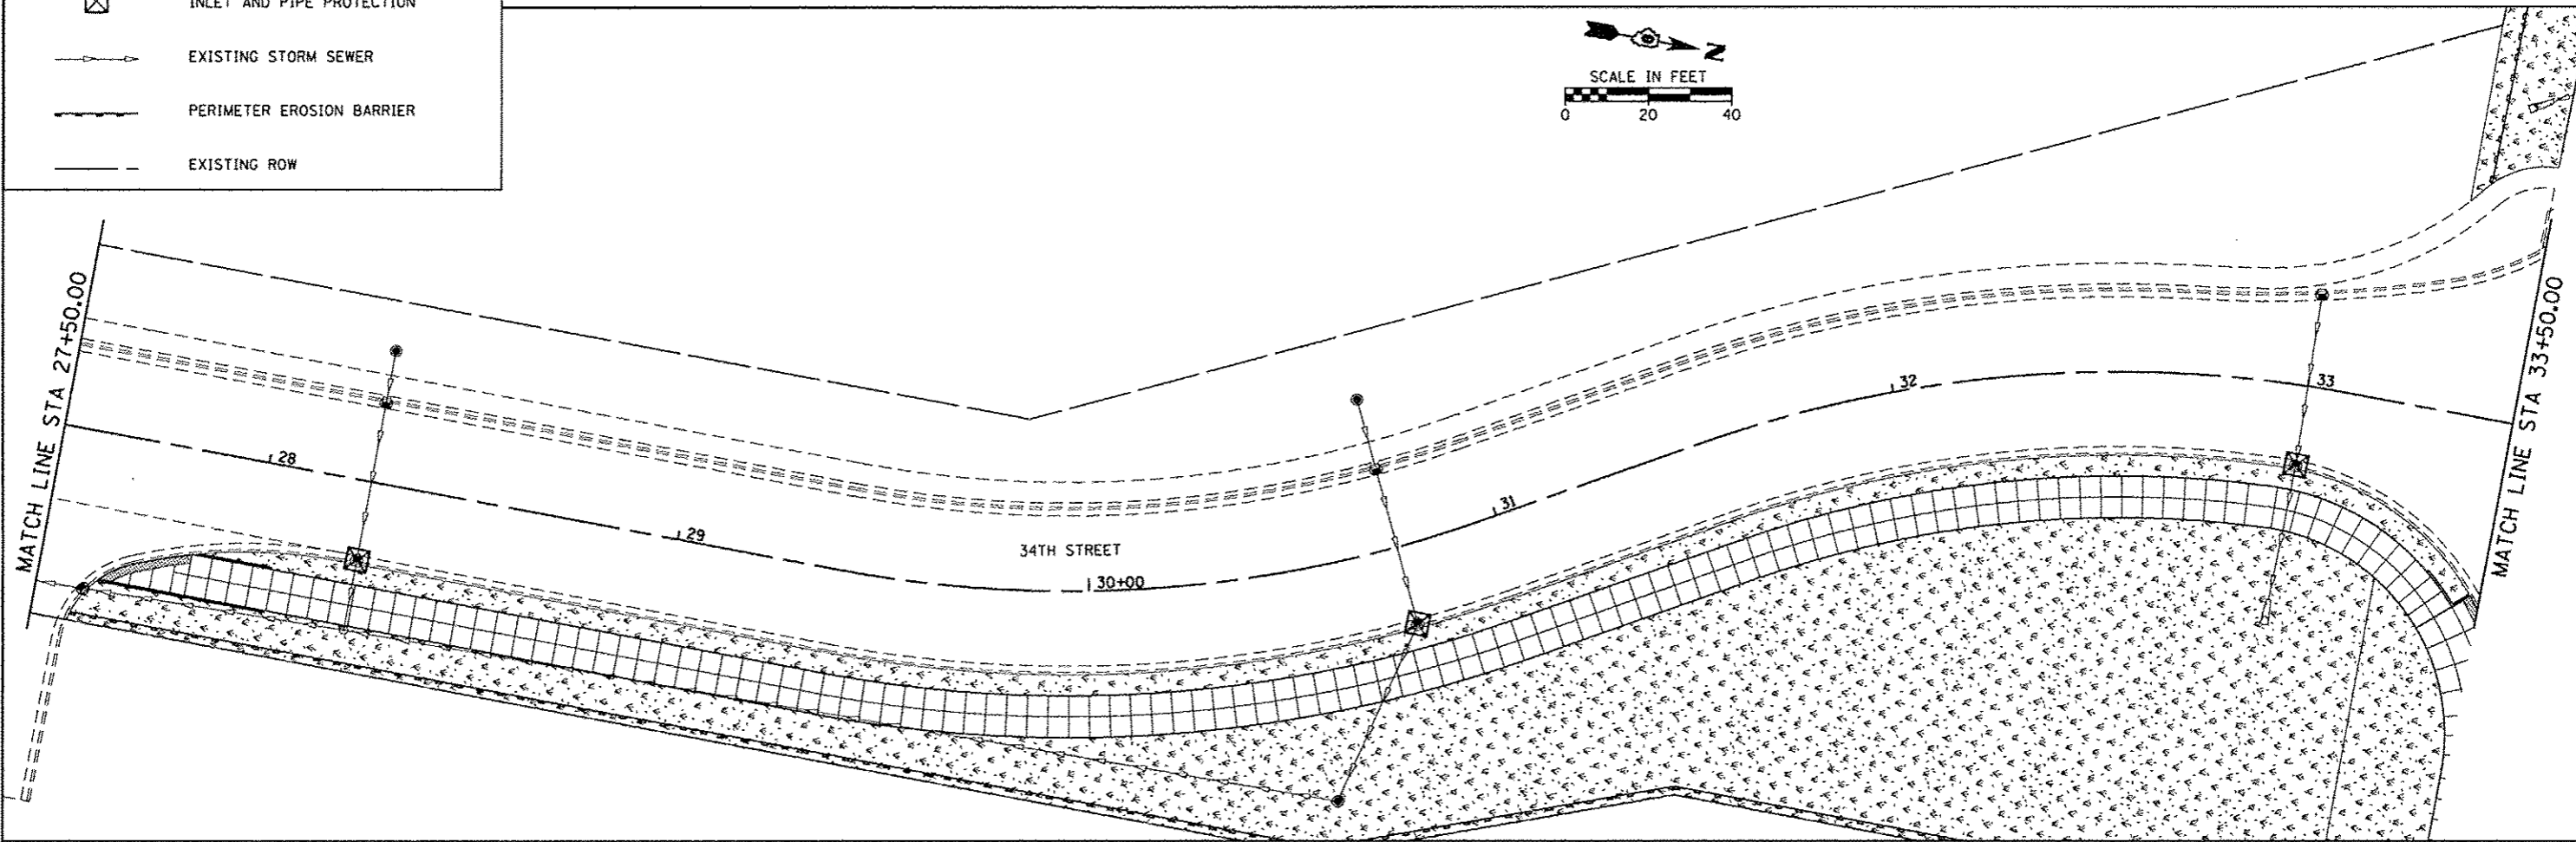 INLET AND PIPE PROTECTION
EXISTING STORM SEWER
PERIMETER EROSION BARRIER
EXISTING ROW
N
SCALE IN FEET
0 20 40
MATCH LINE STA 27+50.00
28
29
34TH STREET
30+00
31
32
33
MATCH LINE STA 33+50.00